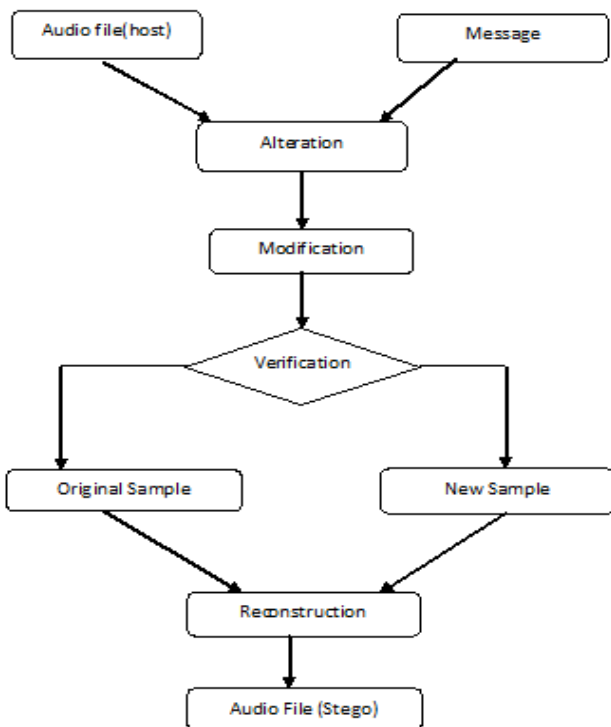 Audio file(host)
Message
Alteration
Modification
Verification
Original Sample
New Sample
Reconstruction
Audio File (Stego)